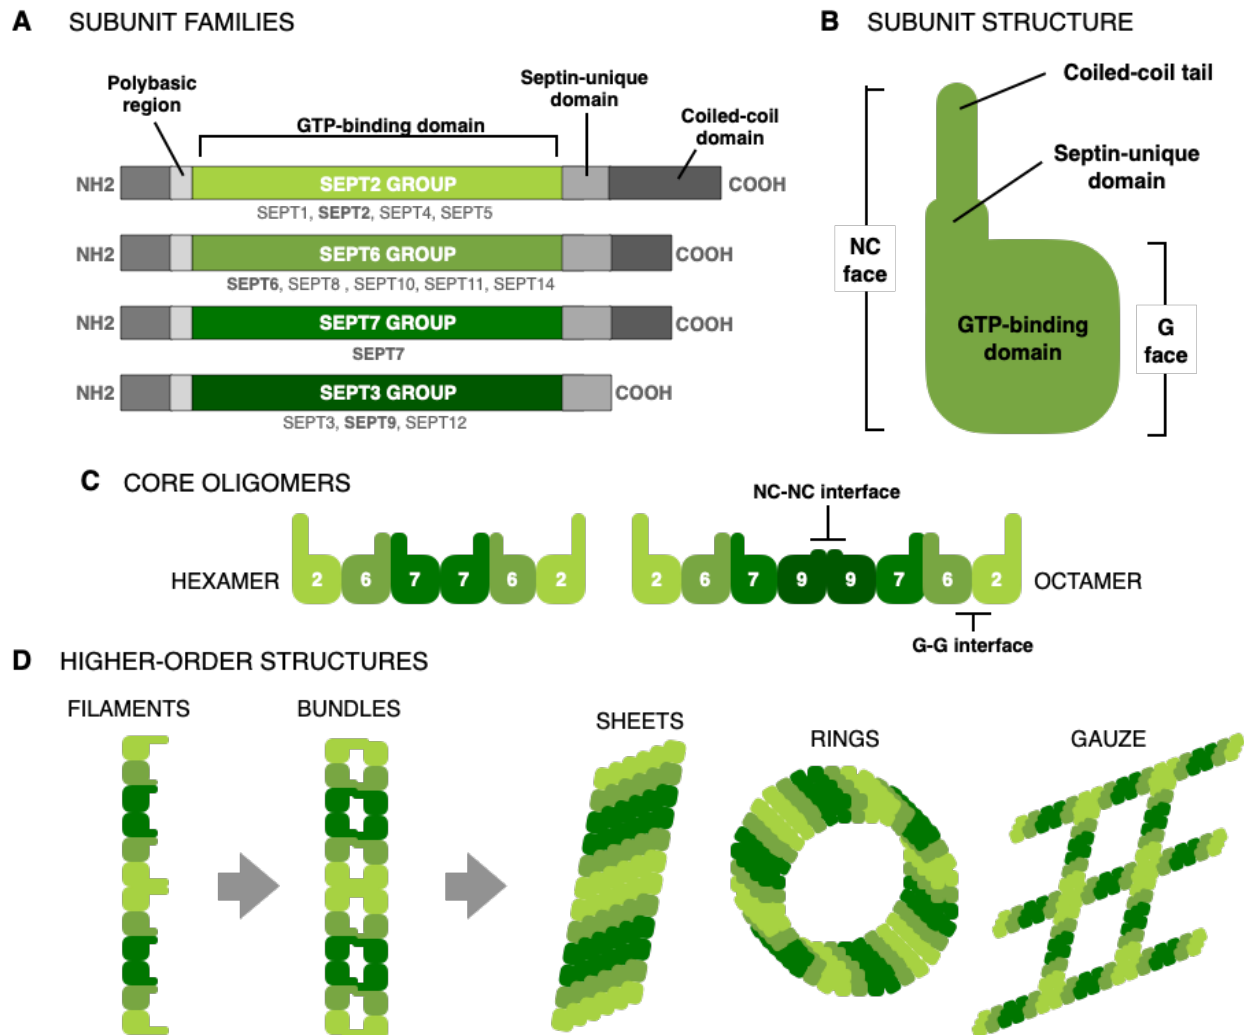 A SUBUNIT FAMILIES
Polybasic
region
GTP-binding domain
Septin-unique
domain
Coiled-coil
domain
NH2 SEPT2 GROUP COOH
SEPT1, SEPT2, SEPT4, SEPT5
NH2 SEPT6 GROUP COOH
SEPT6, SEPT8 , SEPT10, SEPT11, SEPT14
NH2 SEPT7 GROUP COOH
SEPT7
NH2 SEPT3 GROUP COOH
SEPT3, SEPT9, SEPT12
B SUBUNIT STRUCTURE
Coiled-coil tail
Septin-unique
domain
NC
face
GTP-binding
domain
G
face
C CORE OLIGOMERS
HEXAMER 2 6 7 7 6 2
NC-NC interface
2 6 7 9 9 7 6 2 OCTAMER
G-G interface
D HIGHER-ORDER STRUCTURES
FILAMENTS
BUNDLES
SHEETS
RINGS
GAUZE